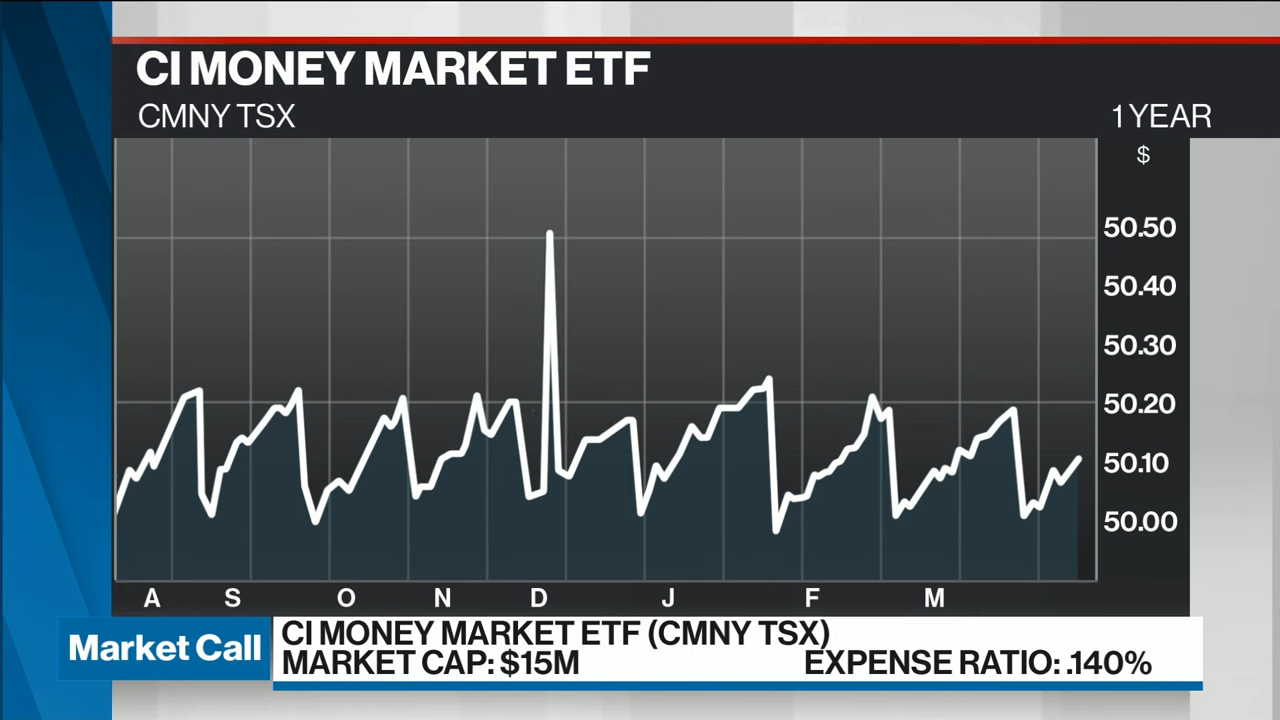 CI MONEY MARKET ETF
CMNY TSX
1 YEAR
$
50.50
50.40
50.30
50.20
50.10
50.00
A S O N D J F M
Market Call
CI MONEY MARKET ETF (CMNY TSX)
MARKET CAP: $15M EXPENSE RATIO: .140%